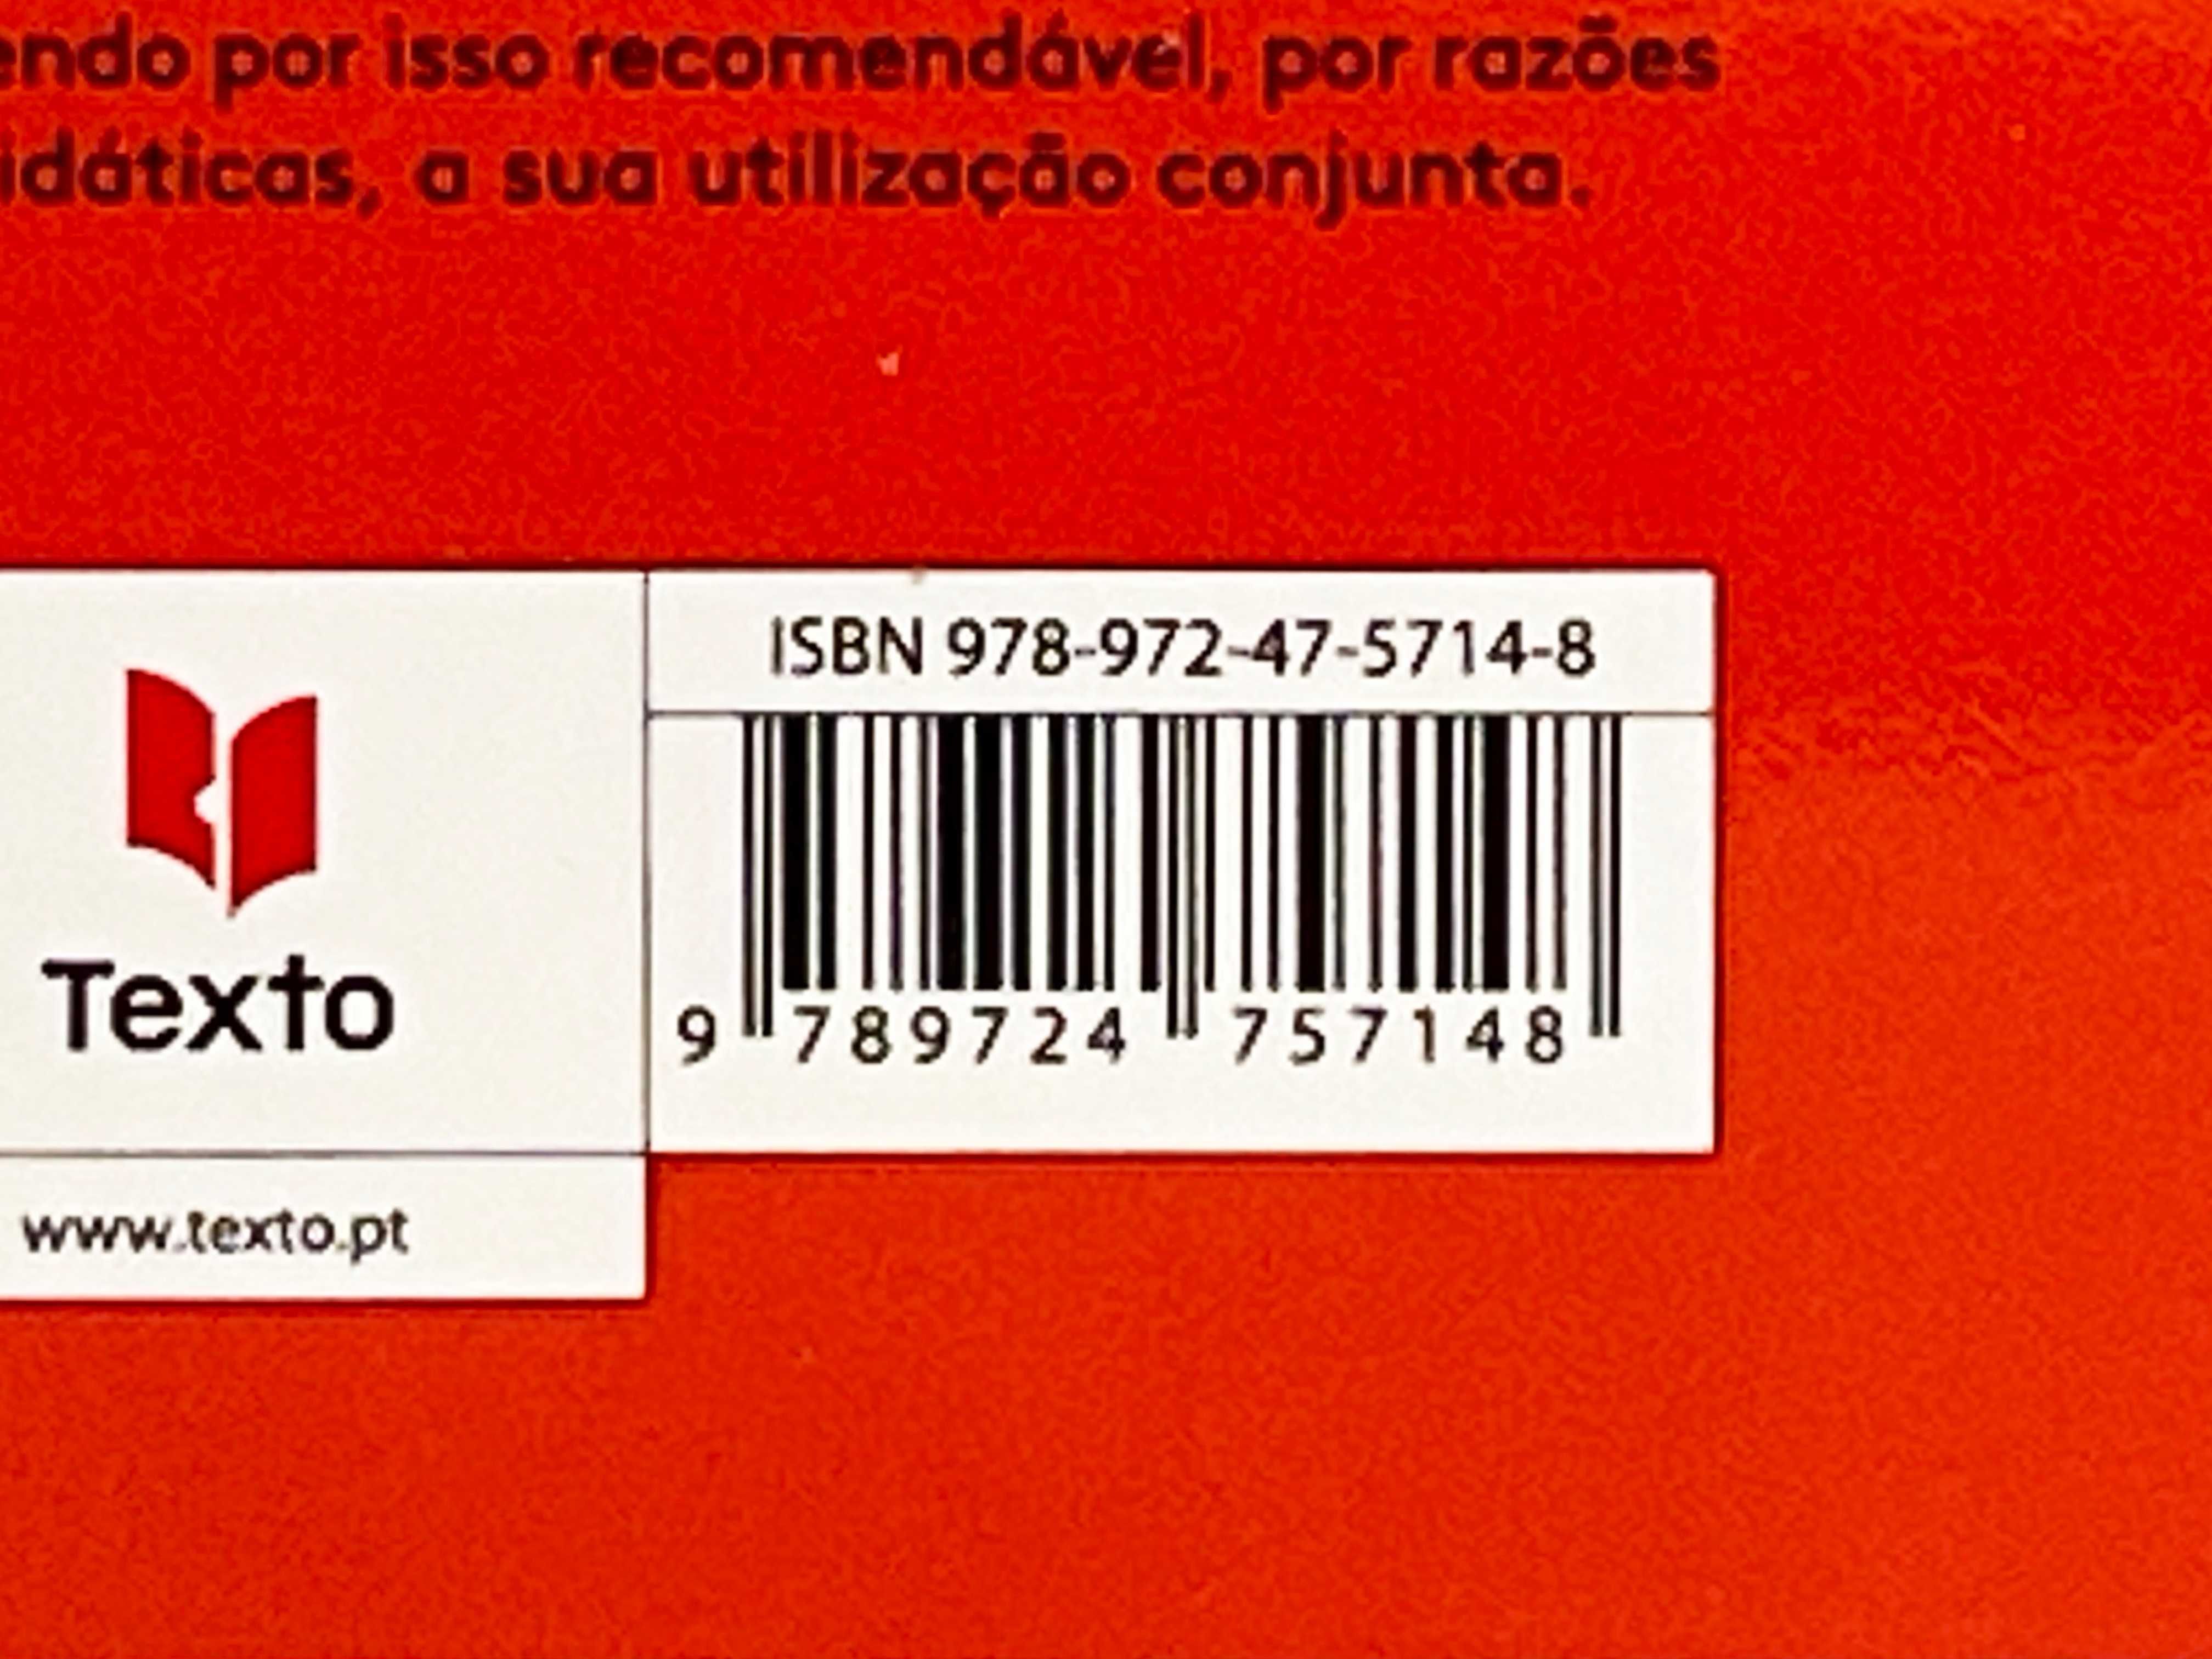 endo por isso recomendável, por razões
idáticas, a sua utilização conjunta.
ISBN 978-972-47-5714-8
9 789724 757148
Texto
www.texto.pt